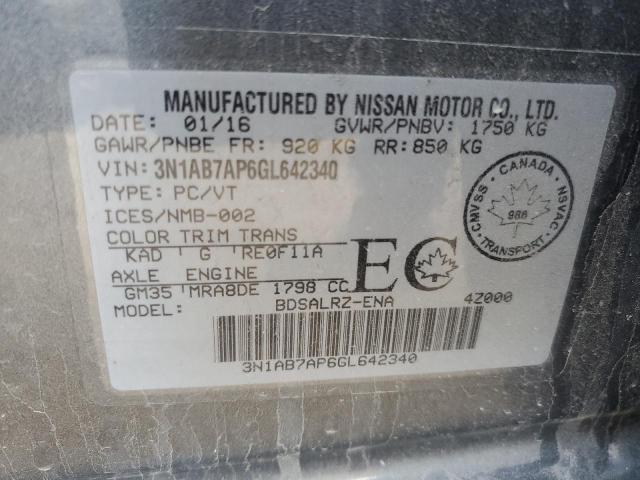 MANUFACTURED BY NISSAN MOTOR CO., LTD.
DATE: 01/16 GVWR/PNBV: 1750 KG
GAWR/PNBE FR: 920 KG RR: 850 KG
VIN: 3N1AB7AP6GL642340
TYPE: PC/VT
ICES/NMB-002
COLOR TRIM TRANS
KAD G RE0F11A
AXLE ENGINE
GM35 MRA8DE 1798 CC
MODEL: BDSALRZ-ENA 4Z000
EC
CANADA
CMVSS NSVAC
988
TRANSPORT
3N1AB7AP6GL642340